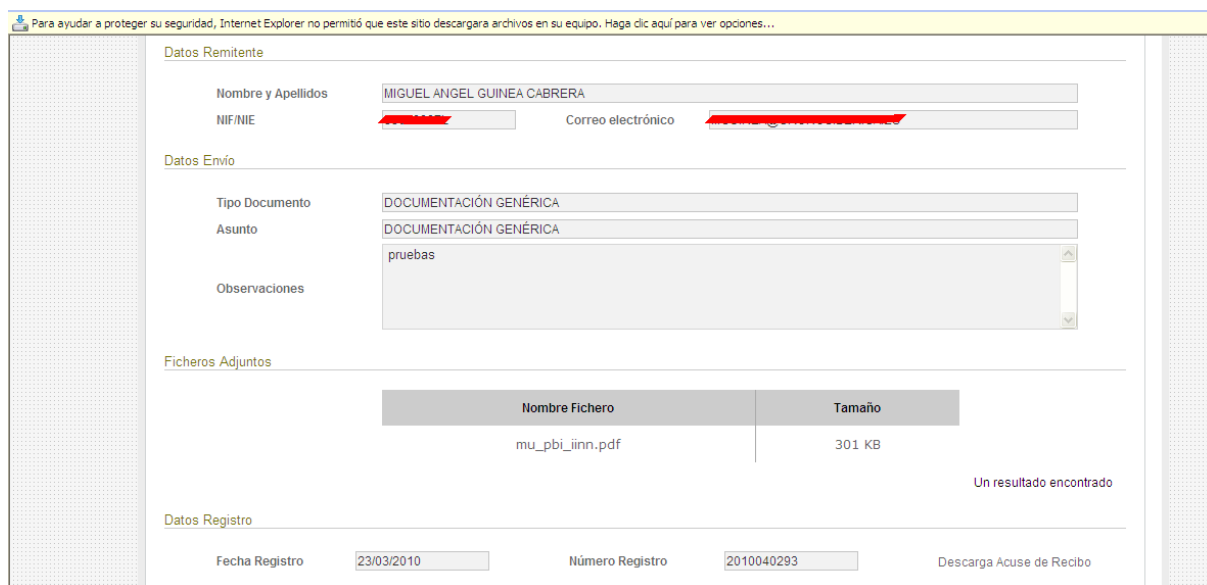 Para ayudar a proteger su seguridad, Internet Explorer no permitió que este sitio descargara archivos en su equipo. Haga clic aquí para ver opciones...
Datos Remitente
Nombre y Apellidos MIGUEL ANGEL GUINEA CABRERA
NIF/NIE Correo electrónico
Datos Envío
Tipo Documento DOCUMENTACIÓN GENÉRICA
Asunto DOCUMENTACIÓN GENÉRICA
pruebas
Observaciones
Ficheros Adjuntos
Nombre Fichero Tamaño
mu_pbi_iinn.pdf 301 KB
Un resultado encontrado
Datos Registro
Fecha Registro 23/03/2010 Número Registro 2010040293 Descarga Acuse de Recibo